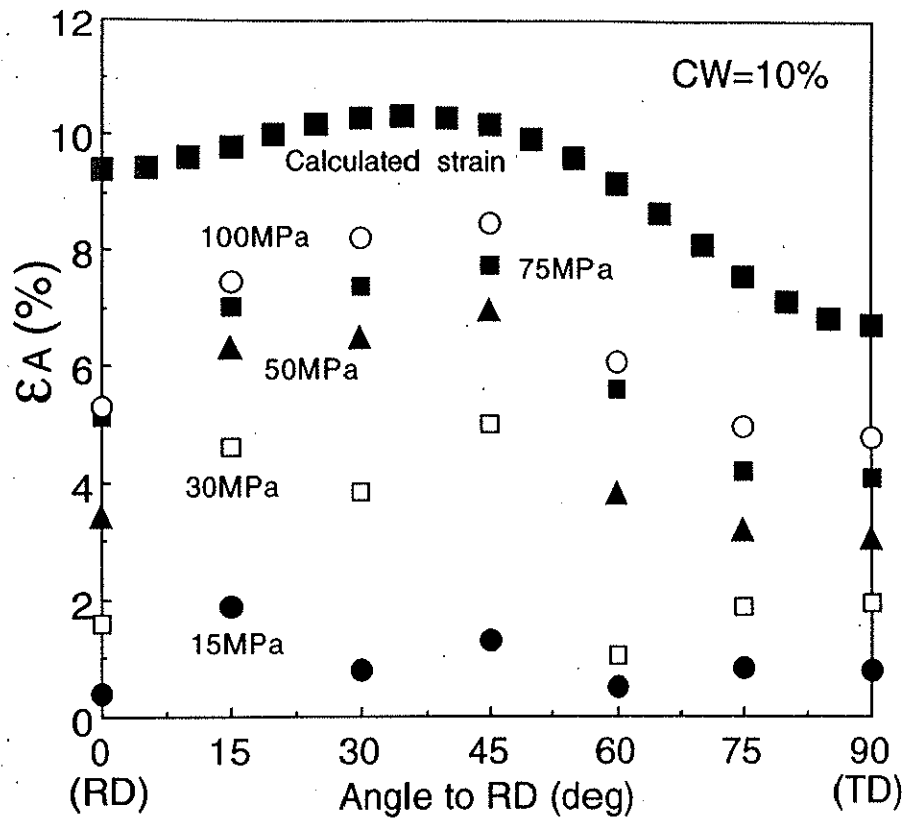 12
CW=10%
10
Calculated strain
100MPa
8
75MPa
εA (%)
6
50MPa
4
30MPa
2
15MPa
0
0 15 30 45 60 75 90
(RD) Angle to RD (deg) (TD)